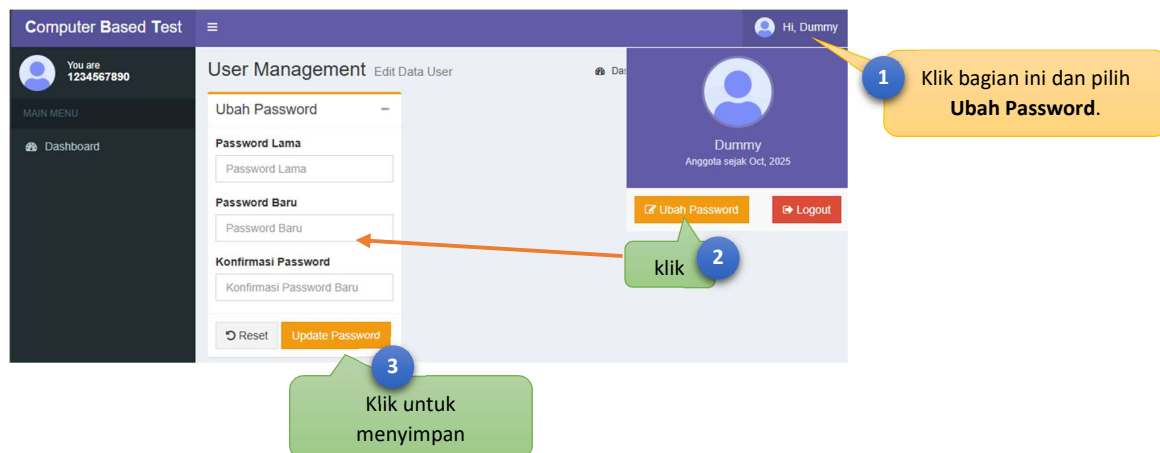 Computer Based Test
Hi, Dummy
You are
1234567890
MAIN MENU
Dashboard
User Management Edit Data User
Ubah Password
Password Lama
Password Lama
Password Baru
Password Baru
Konfirmasi Password
Konfirmasi Password Baru
Reset
Update Password
Dummy
Anggota sejak Oct, 2025
Ubah Password
Logout
1
Klik bagian ini dan pilih
Ubah Password.
2
klik
3
Klik untuk
menyimpan